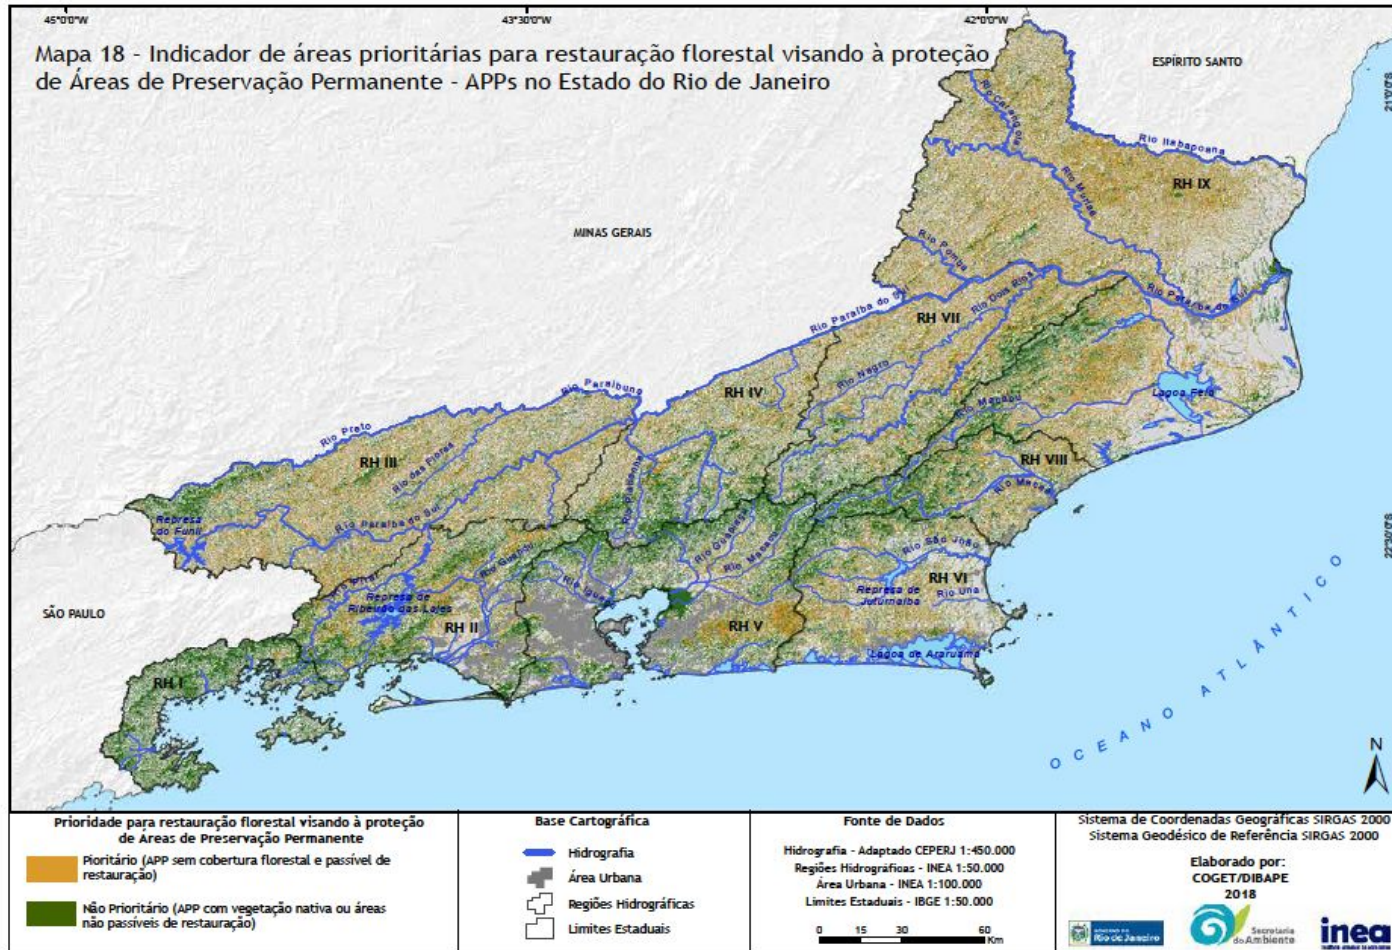 45°0'0"W
43°30'0"W
42°0'0"W
Mapa 18 - Indicador de áreas prioritárias para restauração florestal visando à proteção
de Áreas de Preservação Permanente - APPs no Estado do Rio de Janeiro
ESPÍRITO SANTO
21°0'0"S
Rio Carangola
Rio Itabapoana
Rio Muriaé
RH IX
MINAS GERAIS
Rio Pomba
Rio Paraíba do Sul
Rio Dois Rios
Rio Paraíba do Sul
RH VII
Rio Paraibuna
RH IV
Rio Negro
Rio Macabu
Lagoa Feia
Rio Preto
RH III
Rio das Flores
Rio Piabanha
RH VIII
Rio Macaé
Represa
do Funil
Rio Paraíba do Sul
Rio Guapiaçu
Rio Macacu
22°30'0"S
Rio Piraí
Rio Guandu
Rio Iguaçu
Rio São João
RH VI
Represa de
Juturnaíba
Rio Una
SÃO PAULO
Represa de
Ribeirão das Lajes
RH II
RH V
Lagoa de Araruama
RH I
OCEANO ATLÂNTICO
N
Prioridade para restauração florestal visando à proteção
de Áreas de Preservação Permanente
Pioritário (APP sem cobertura florestal e passível de
restauração)
Não Prioritário (APP com vegetação nativa ou áreas
não passíveis de restauração)
Base Cartográfica
Hidrografia
Área Urbana
Regiões Hidrográficas
Limites Estaduais
Fonte de Dados
Hidrografia - Adaptado CEPERJ 1:450.000
Regiões Hidrográficas - INEA 1:50.000
Área Urbana - INEA 1:100.000
Limites Estaduais - IBGE 1:50.000
0 15 30 60
Km
Sistema de Coordenadas Geográficas SIRGAS 2000
Sistema Geodésico de Referência SIRGAS 2000
Elaborado por:
COGET/DIBAPE
2018
Rio de Janeiro
Secretaria
do Ambiente
inea